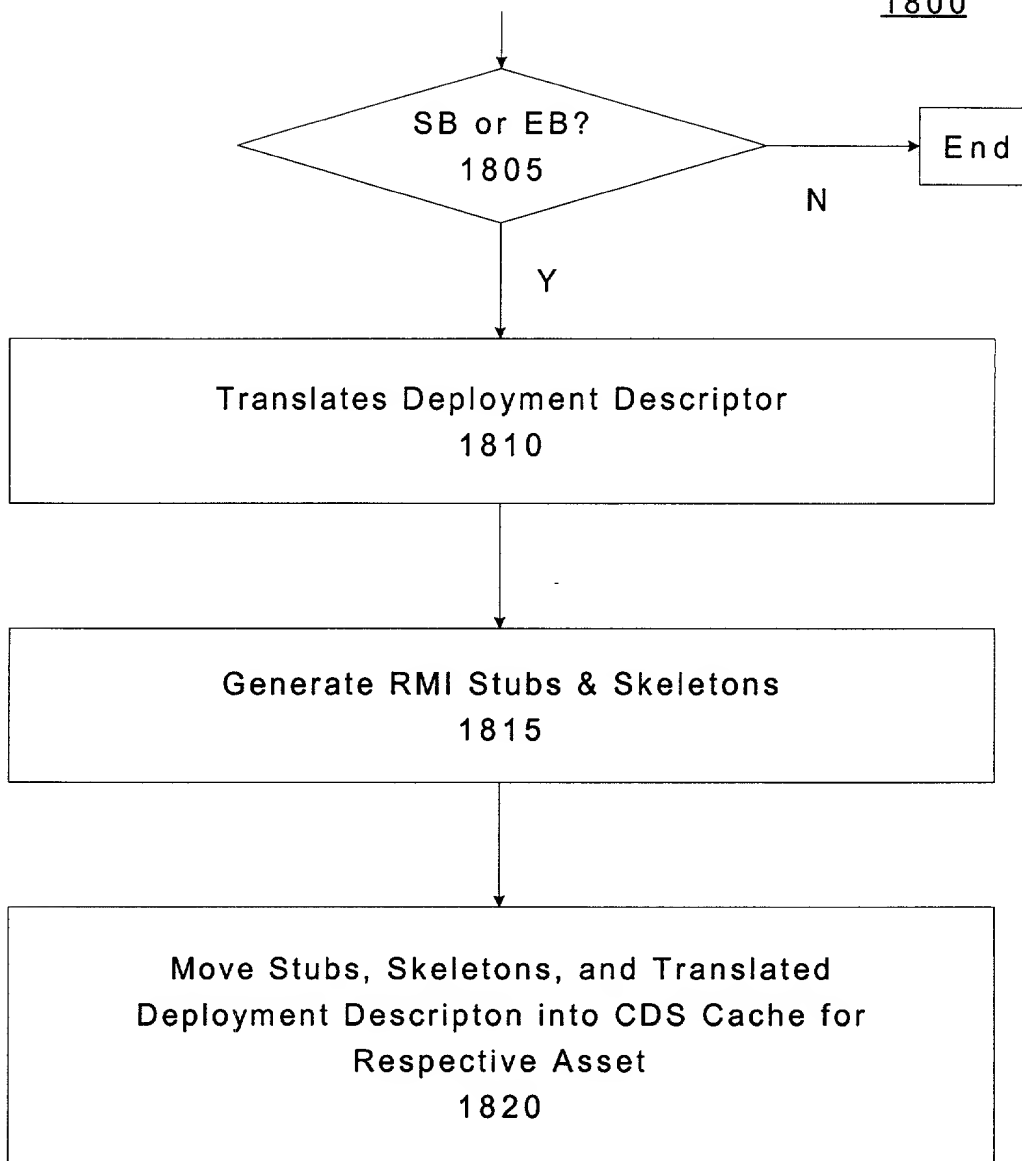 1800
SB or EB?
1805
End
N
Y
Translates Deployment Descriptor
1810
Generate RMI Stubs & Skeletons
1815
Move Stubs, Skeletons, and Translated
Deployment Descripton into CDS Cache for
Respective Asset
1820